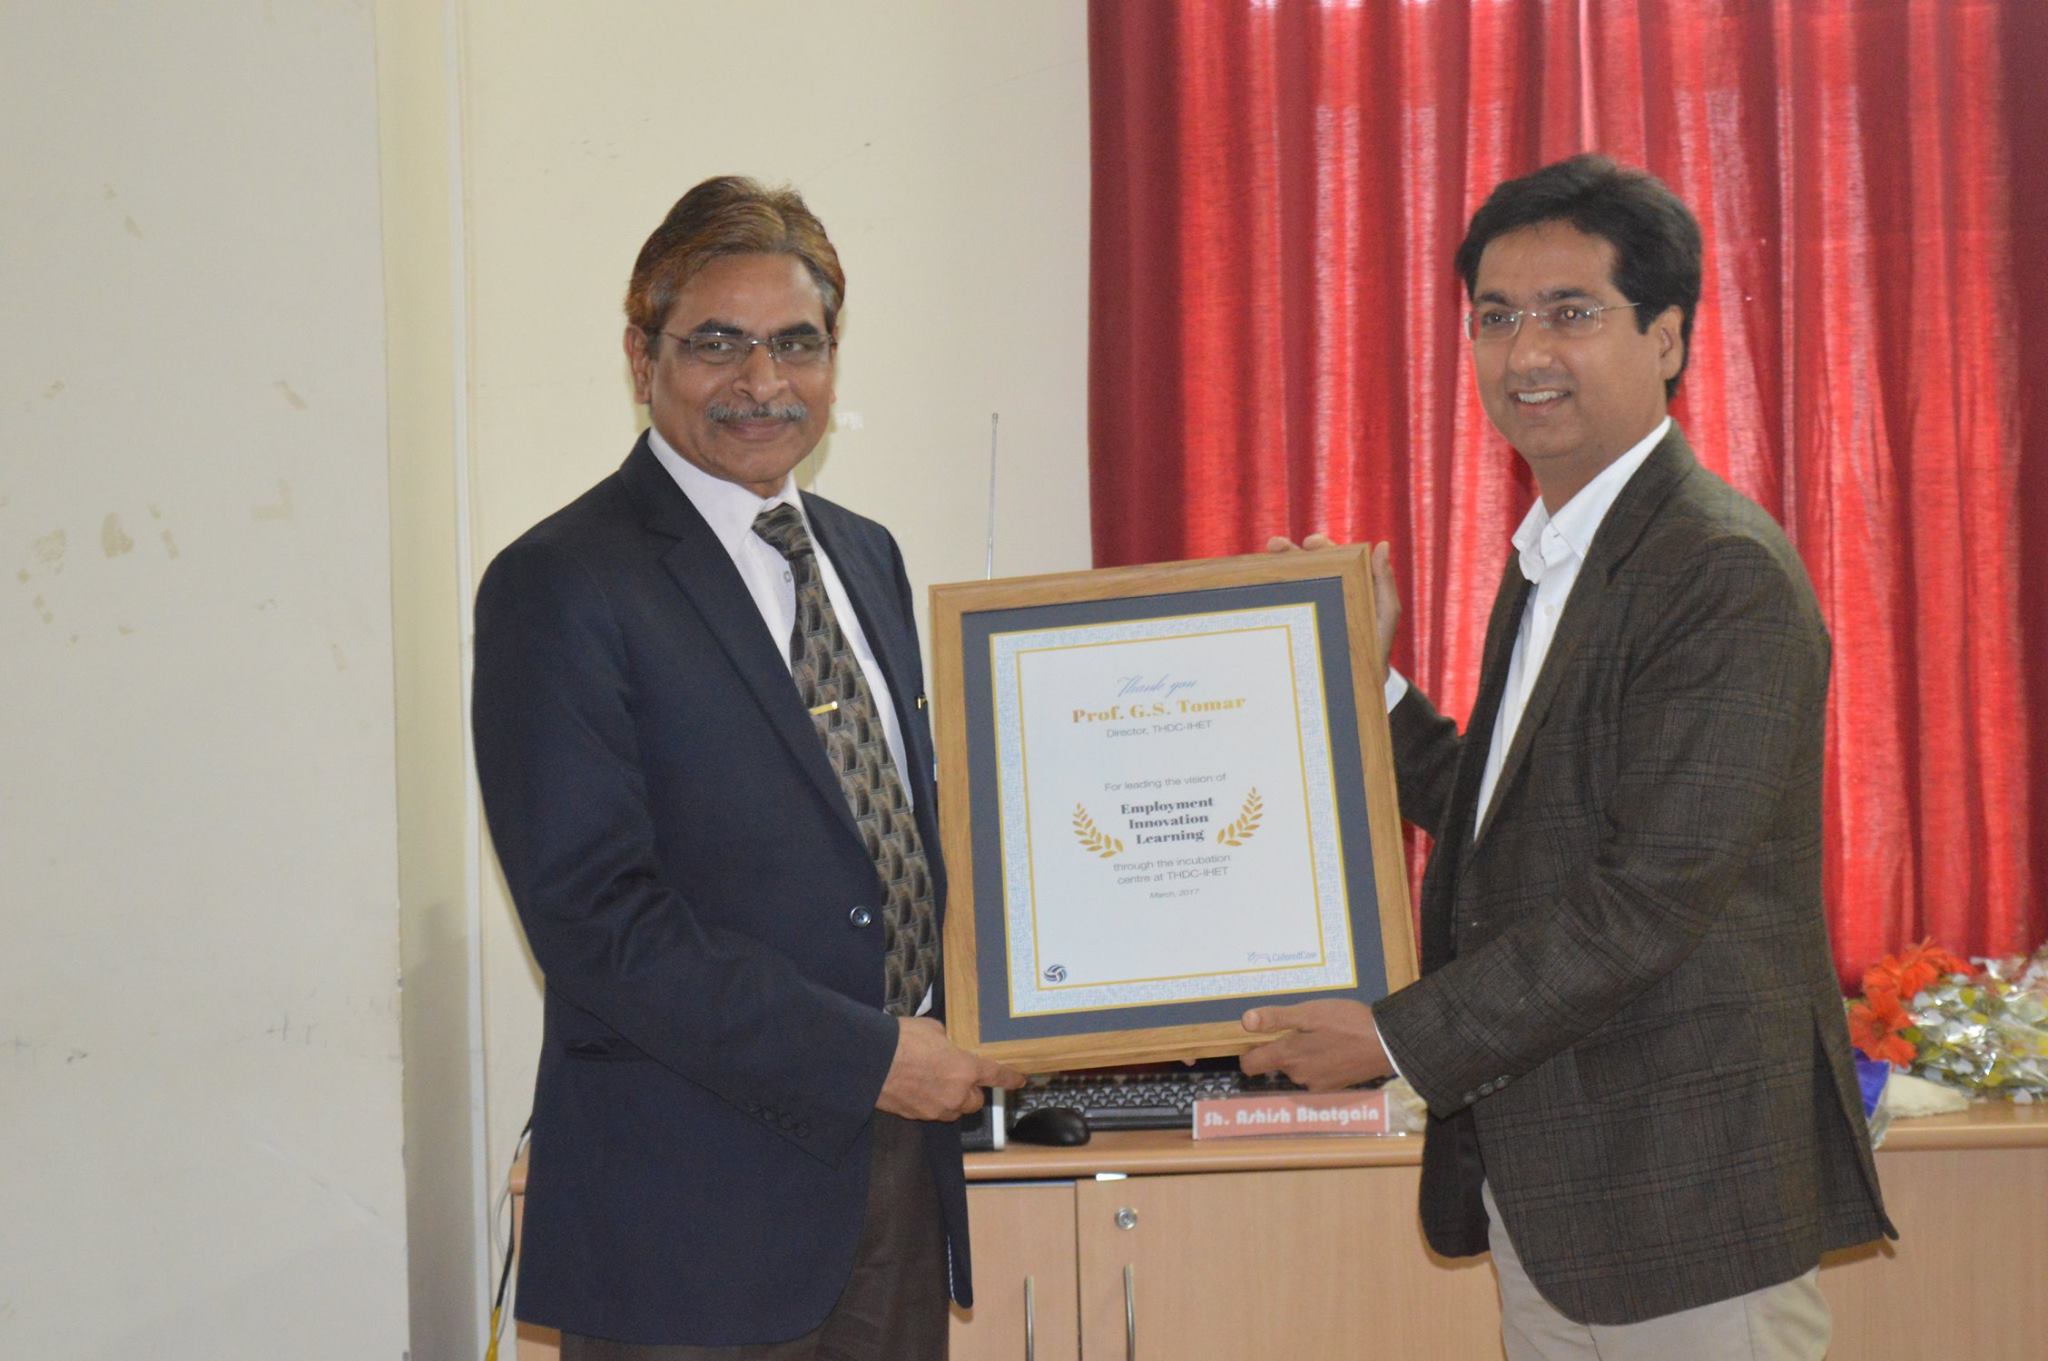 Thank you
Prof. G.S. Tomar
Director, THDC-IHET
For leading the vision of
Employment
Innovation
Learning
through the incubation
centre at THDC-IHET
March, 2017
ColoredCow
Sh. Ashish Bhatgain